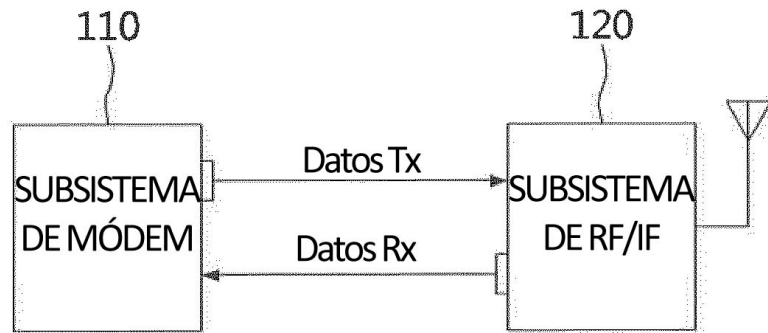 110
120
SUBSISTEMA
DE MÓDEM
Datos Tx
Datos Rx
SUBSISTEMA
DE RF/IF